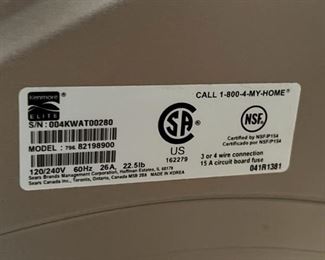 Kenmore
ELITE
CALL 1-800-4-MY-HOME®
S/N: 004KWAT00280
MODEL: 796. 82198900
120/240V 60Hz 26A, 22.5lb
Sears Brands Management Corporation, Hoffman Estates, IL 60179
Sears Canada Inc., Toronto, Ontario, Canada M5B 2B8 MADE IN KOREA
CSA
US
162279
NSF
Certified by NSF/P154
Certificado por NSF/P154
3 or 4 wire connection
15 A circuit board fuse
041R1381